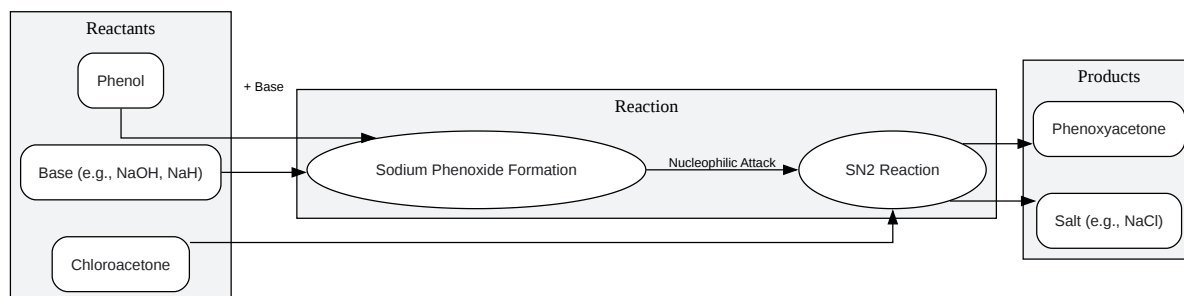 Reactants
Phenol
Base (e.g., NaOH, NaH)
Chloroacetone
+ Base
Reaction
Sodium Phenoxide Formation
Nucleophilic Attack
SN2 Reaction
Products
Phenoxyacetone
Salt (e.g., NaCl)